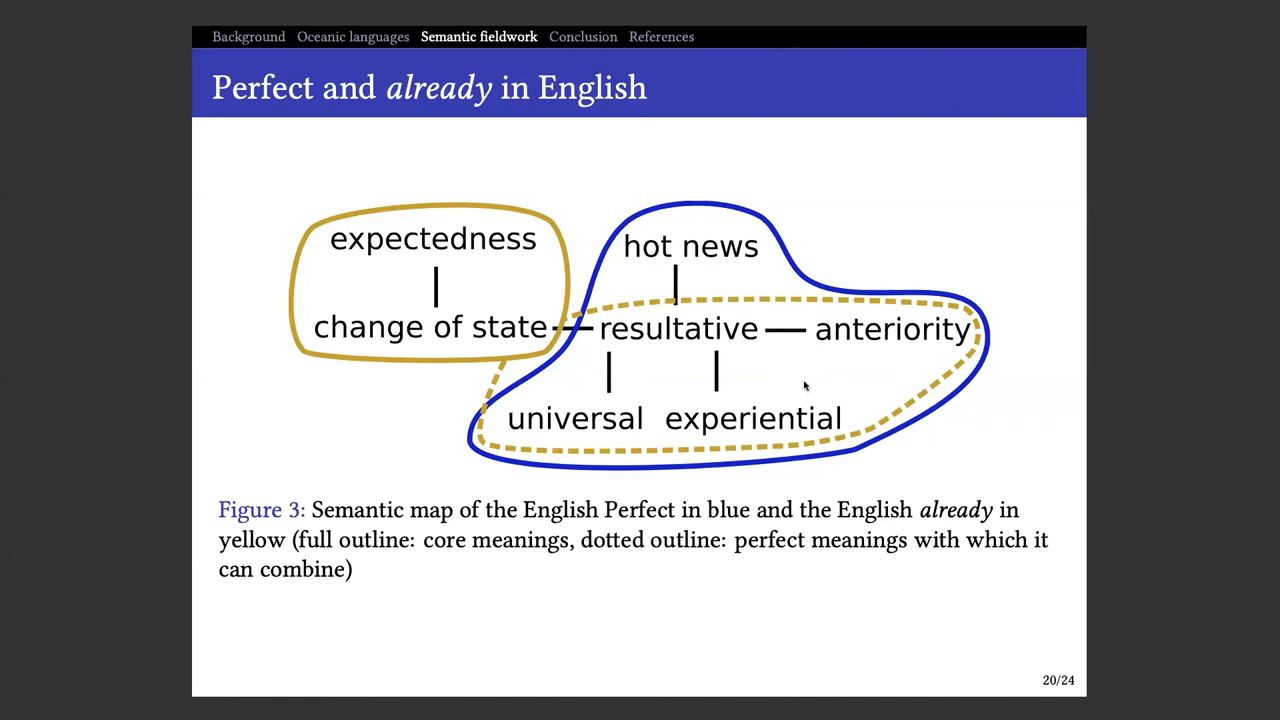 Background Oceanic languages Semantic fieldwork Conclusion References
Perfect and already in English
expectedness
hot news
change of state
resultative
anteriority
universal
experiential
Figure 3: Semantic map of the English Perfect in blue and the English already in
yellow (full outline: core meanings, dotted outline: perfect meanings with which it
can combine)
20/24